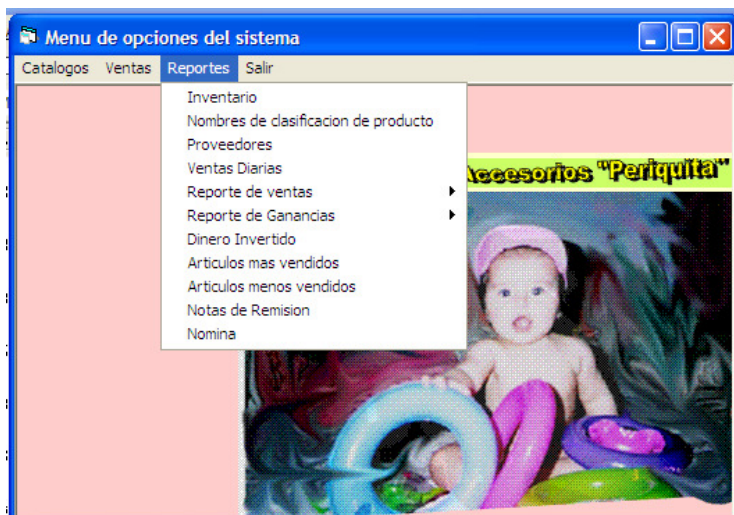 Menu de opciones del sistema
Catalogos Ventas Reportes Salir
Inventario
Nombres de clasificacion de producto
Proveedores
Ventas Diarias
Reporte de ventas
Reporte de Ganancias
Dinero Invertido
Articulos mas vendidos
Articulos menos vendidos
Notas de Remision
Nomina
Accesorios "Periquita"